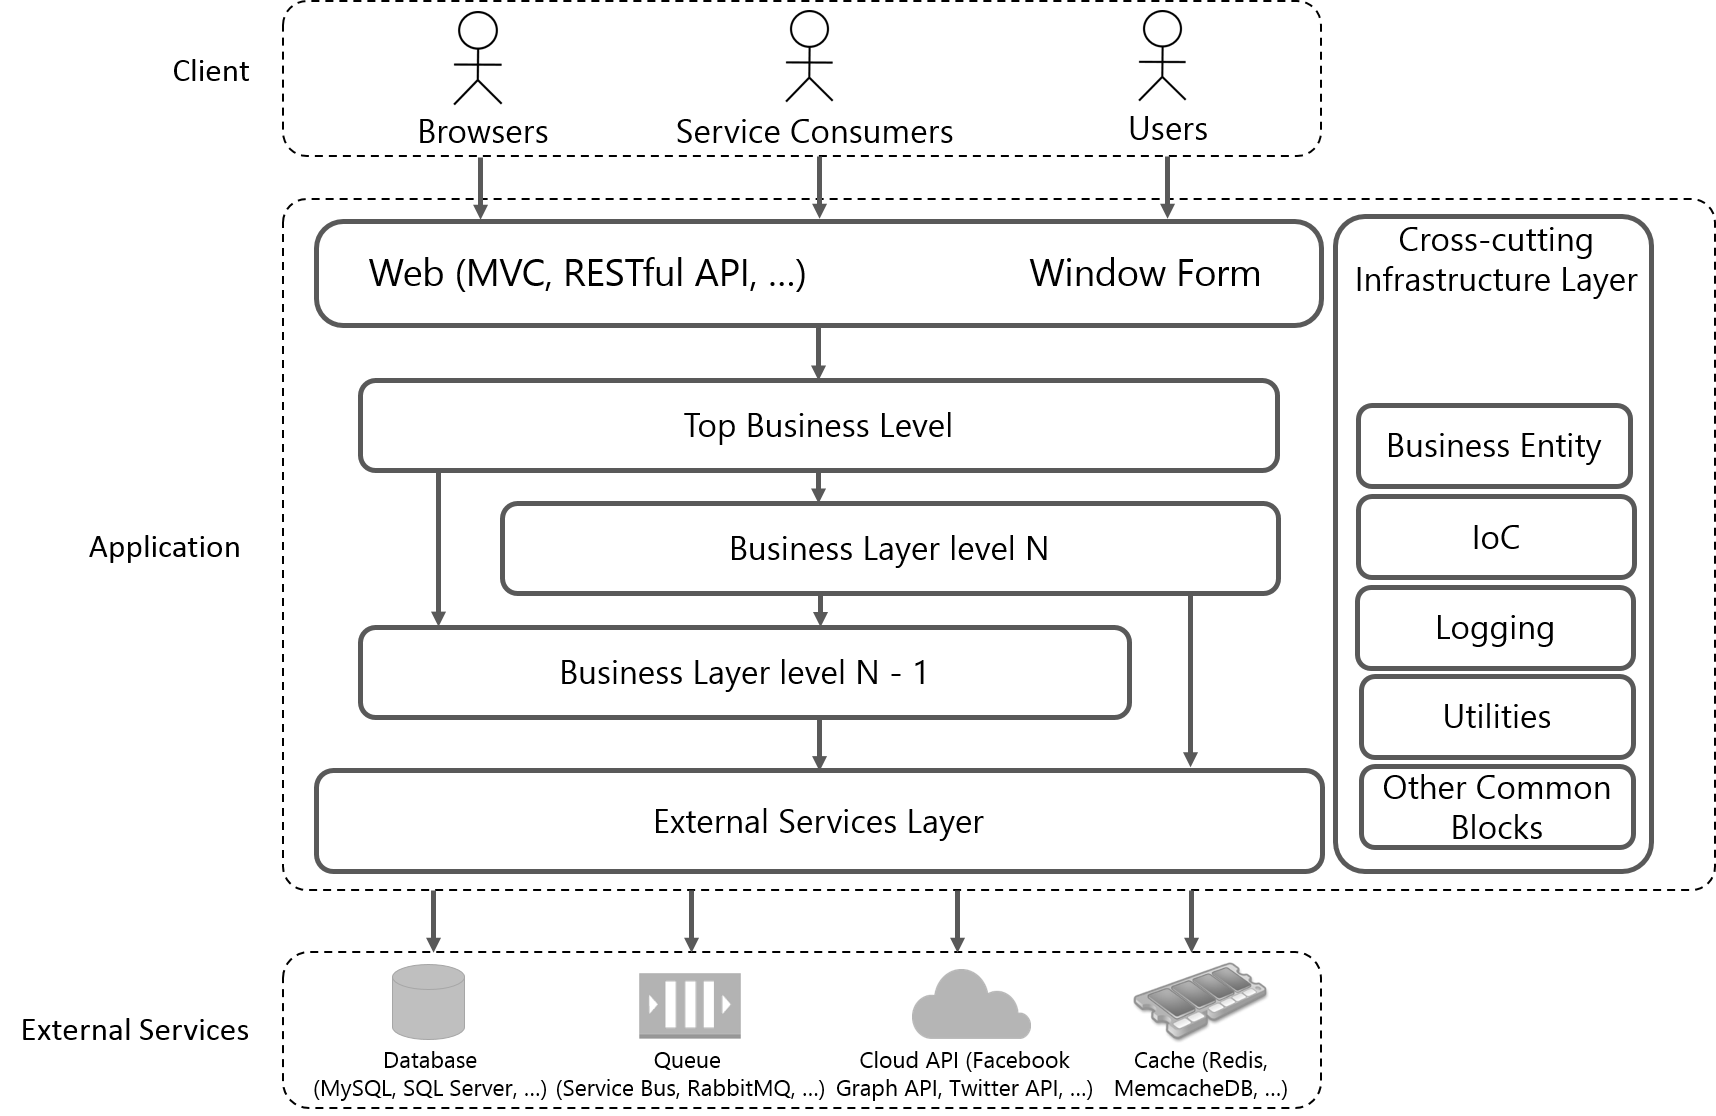 Client
Browsers
Service Consumers
Users
Web (MVC, RESTful API, ...)
Window Form
Cross-cutting
Infrastructure Layer
Top Business Level
Business Entity
Business Layer level N
IoC
Application
Logging
Business Layer level N - 1
Utilities
Other Common
Blocks
External Services Layer
External Services
Database
(MySQL, SQL Server, ...)
Queue
(Service Bus, RabbitMQ, ...)
Cloud API (Facebook
Graph API, Twitter API, ...)
Cache (Redis,
MemcacheDB, ...)